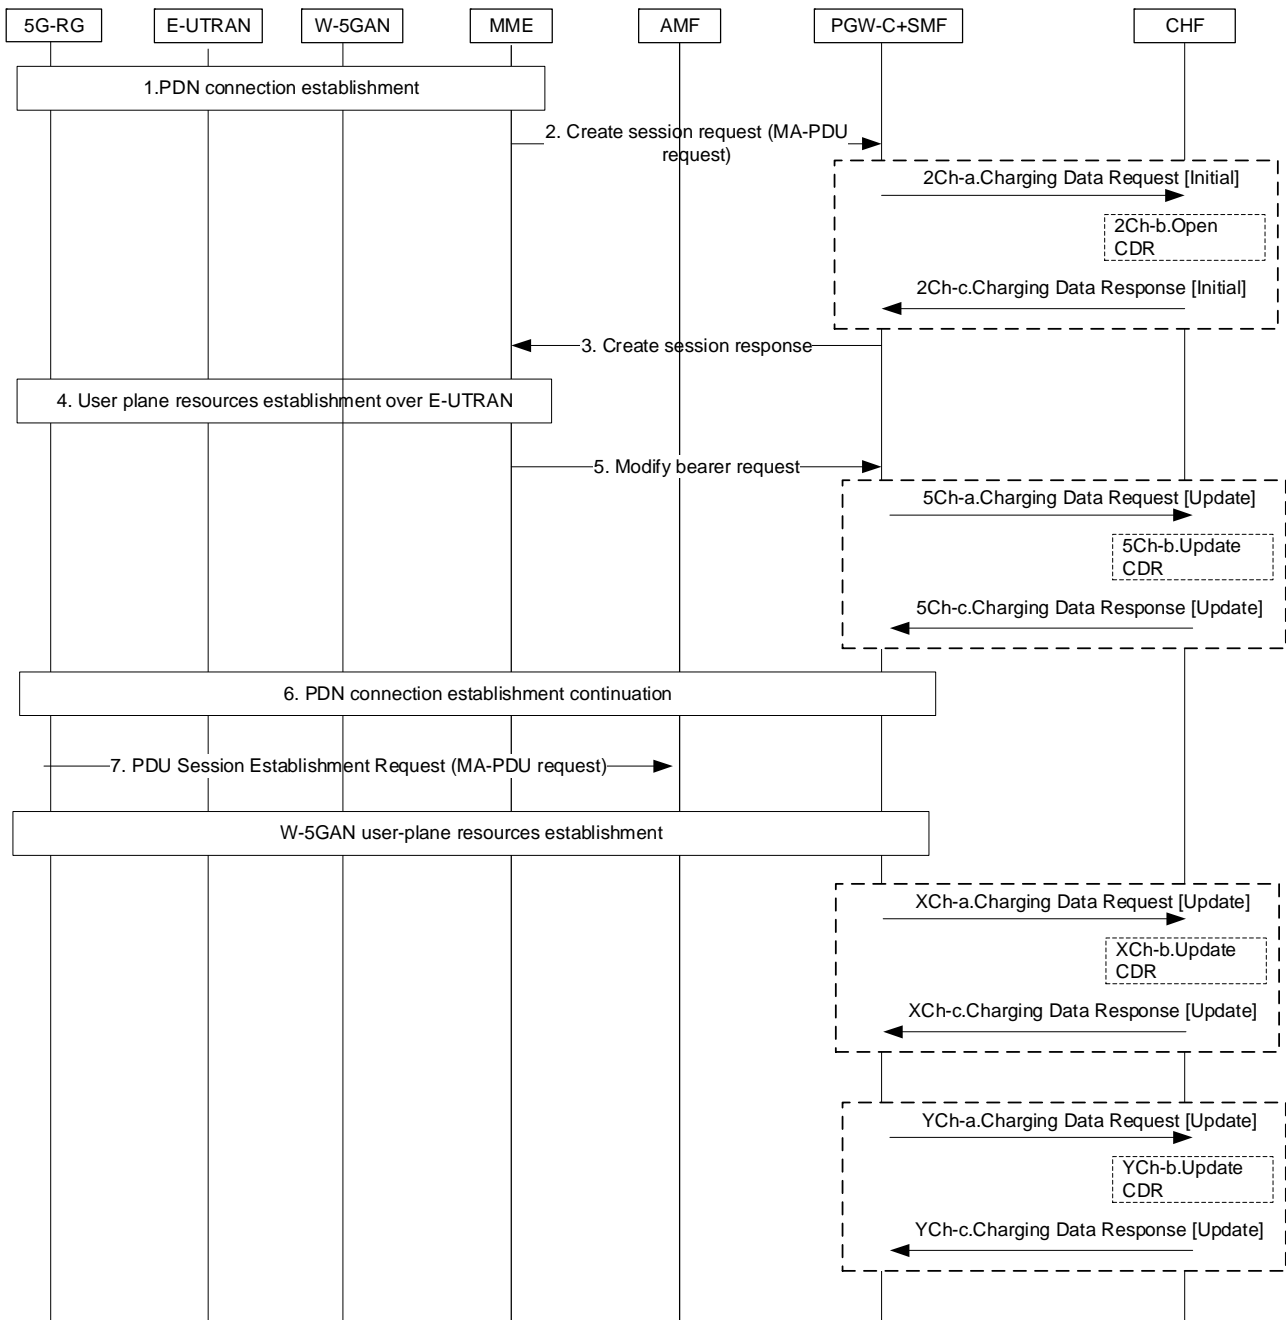 5G-RG
E-UTRAN
W-5GAN
MME
AMF
PGW-C+SMF
CHF
1.PDN connection establishment
2. Create session request (MA-PDU
request)
2Ch-a.Charging Data Request [Initial]
2Ch-b.Open
CDR
2Ch-c.Charging Data Response [Initial]
3. Create session response
4. User plane resources establishment over E-UTRAN
5. Modify bearer request
5Ch-a.Charging Data Request [Update]
5Ch-b.Update
CDR
5Ch-c.Charging Data Response [Update]
6. PDN connection establishment continuation
7. PDU Session Establishment Request (MA-PDU request)
W-5GAN user-plane resources establishment
XCh-a.Charging Data Request [Update]
XCh-b.Update
CDR
XCh-c.Charging Data Response [Update]
YCh-a.Charging Data Request [Update]
YCh-b.Update
CDR
YCh-c.Charging Data Response [Update]